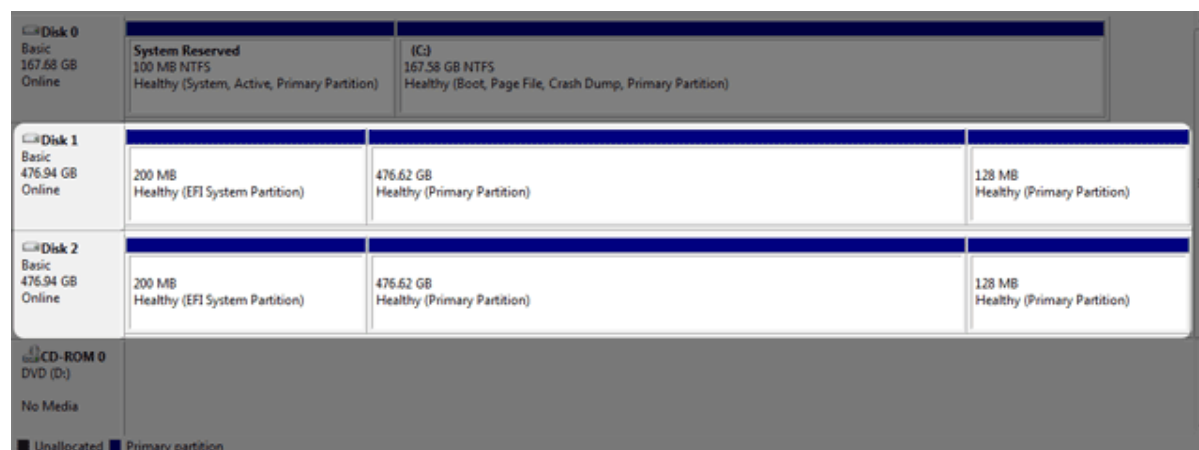 Disk 0
Basic
167.68 GB
Online
System Reserved
100 MB NTFS
Healthy (System, Active, Primary Partition)
(C:)
167.58 GB NTFS
Healthy (Boot, Page File, Crash Dump, Primary Partition)
Disk 1
Basic
476.94 GB
Online
200 MB
Healthy (EFI System Partition)
476.62 GB
Healthy (Primary Partition)
128 MB
Healthy (Primary Partition)
Disk 2
Basic
476.94 GB
Online
200 MB
Healthy (EFI System Partition)
476.62 GB
Healthy (Primary Partition)
128 MB
Healthy (Primary Partition)
CD-ROM 0
DVD (D:)
No Media
Unallocated Primary partition